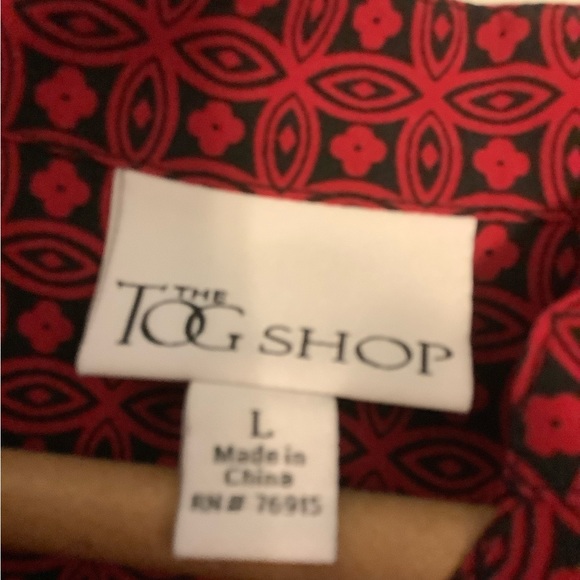 THE
TOG SHOP
L
Made in
China
RN# 76915